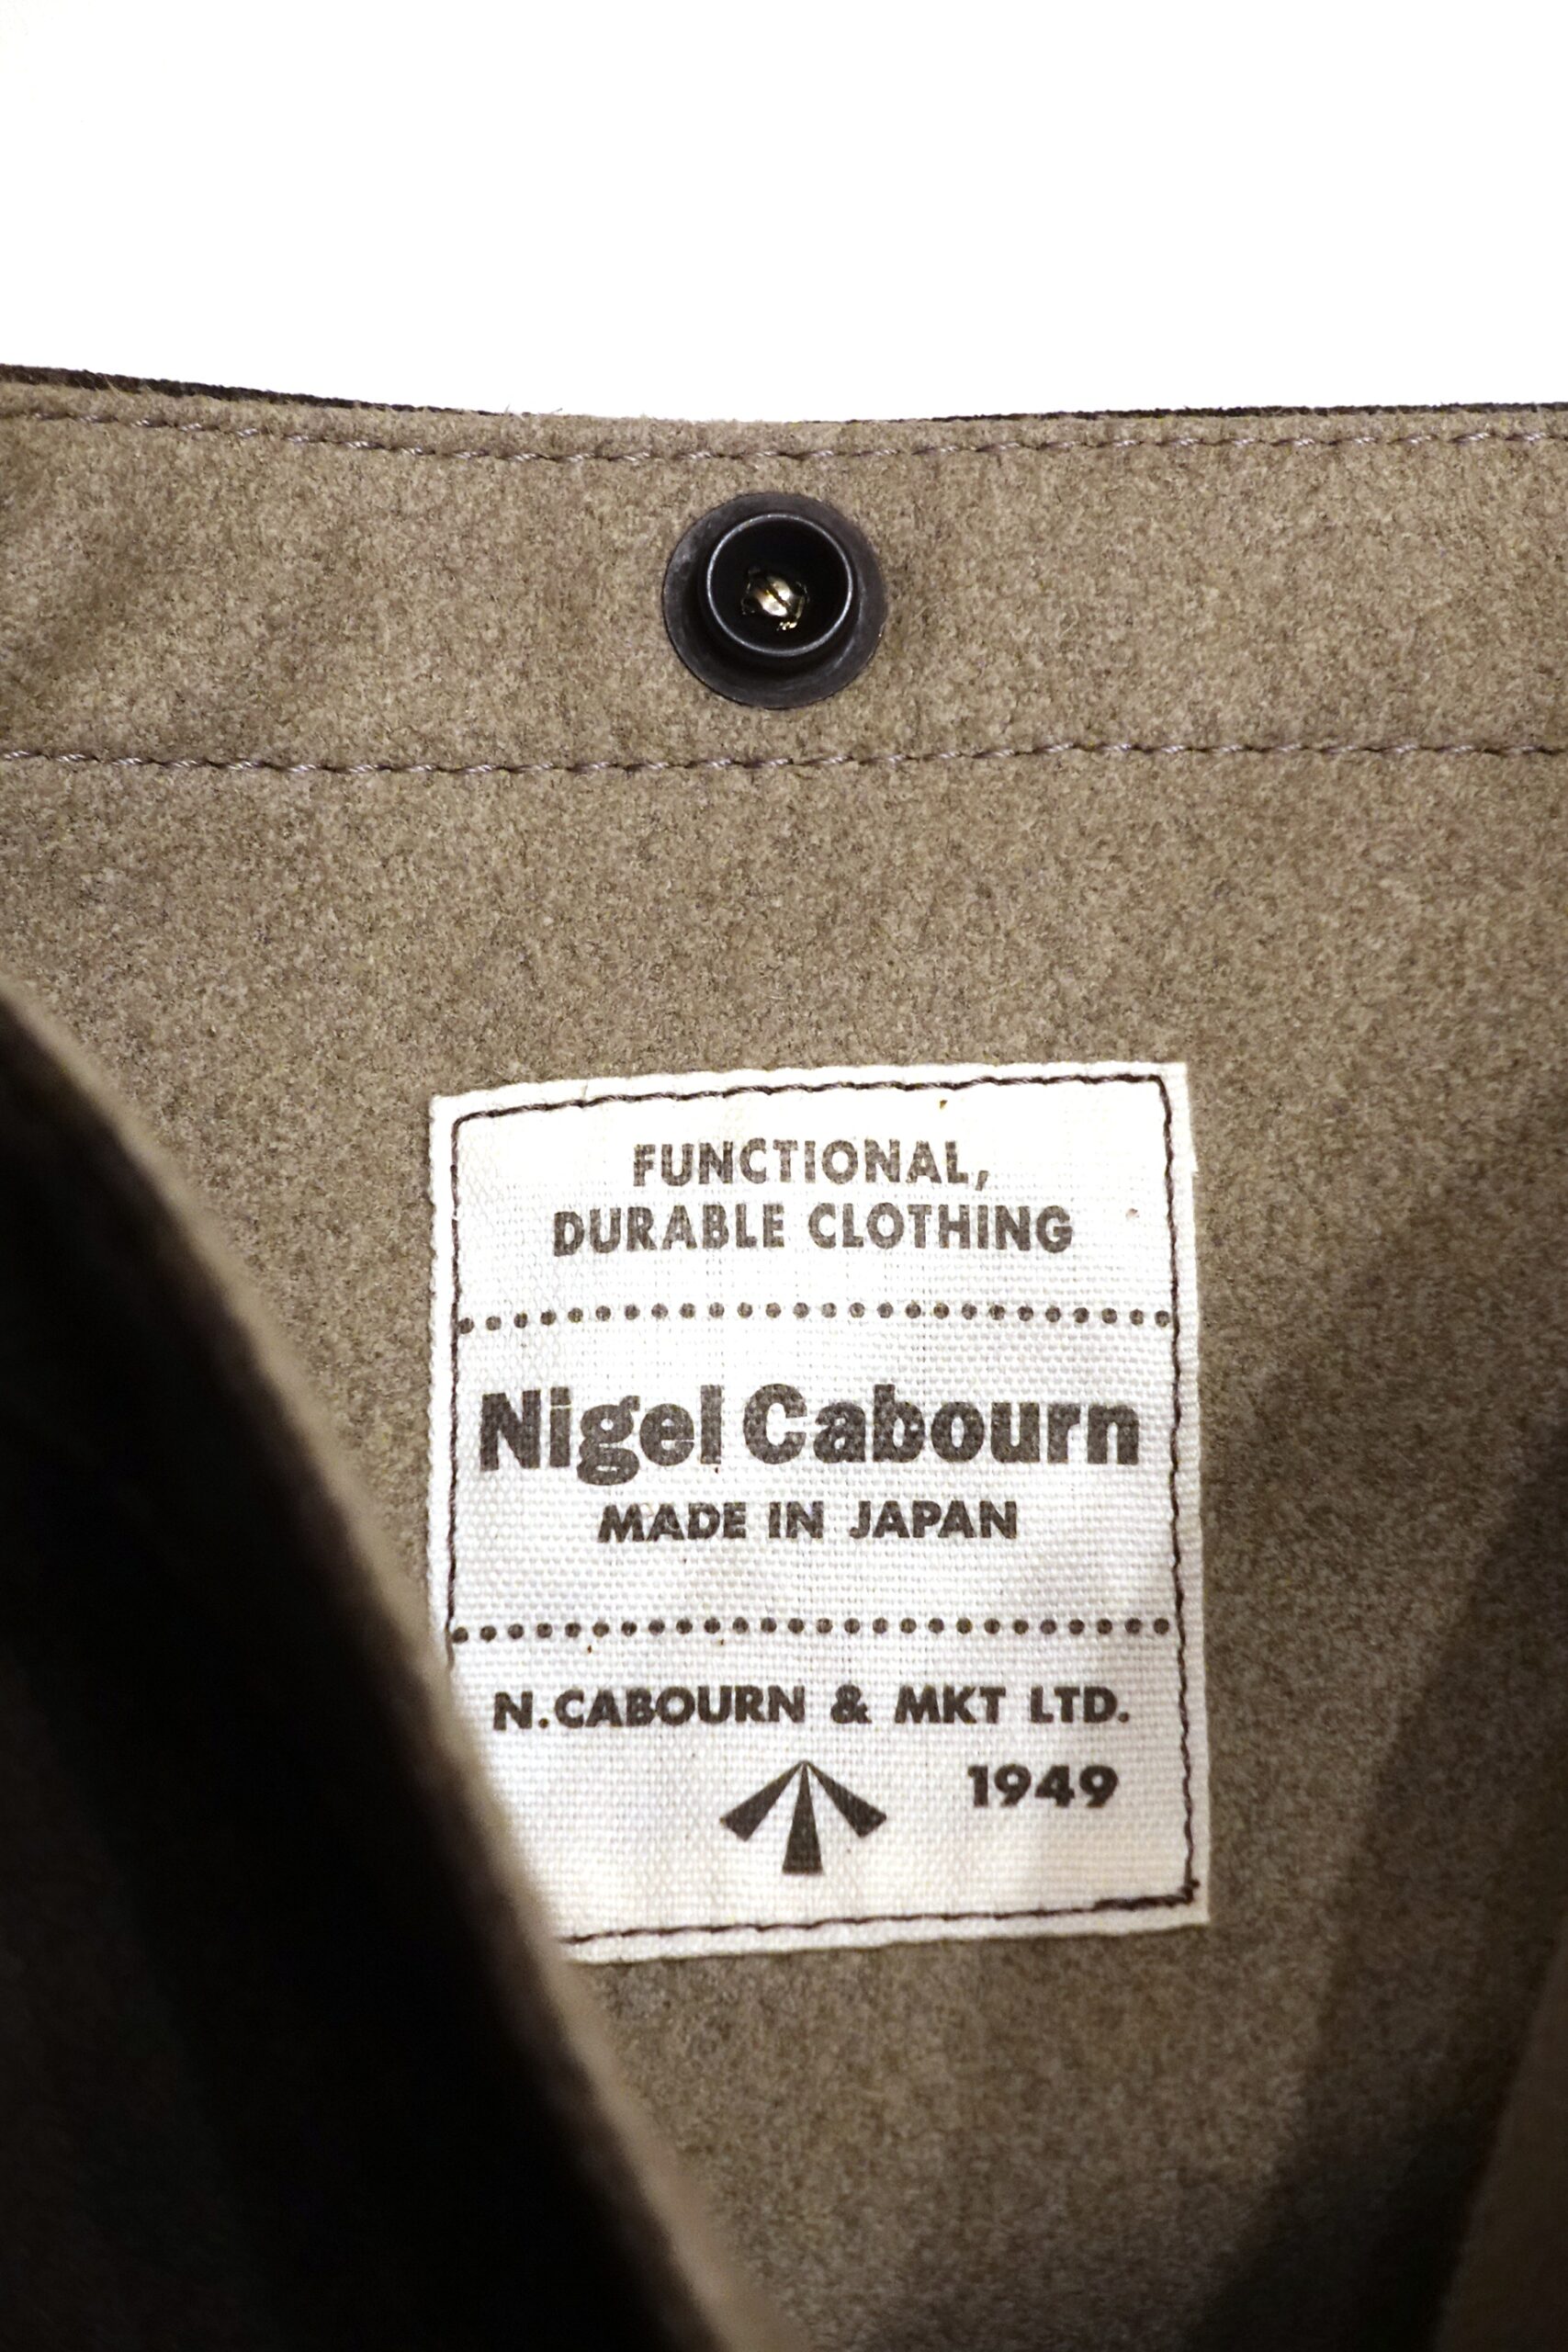 FUNCTIONAL,
DURABLE CLOTHING
Nigel Cabourn
MADE IN JAPAN
N.CABOURN & MKT LTD.
1949